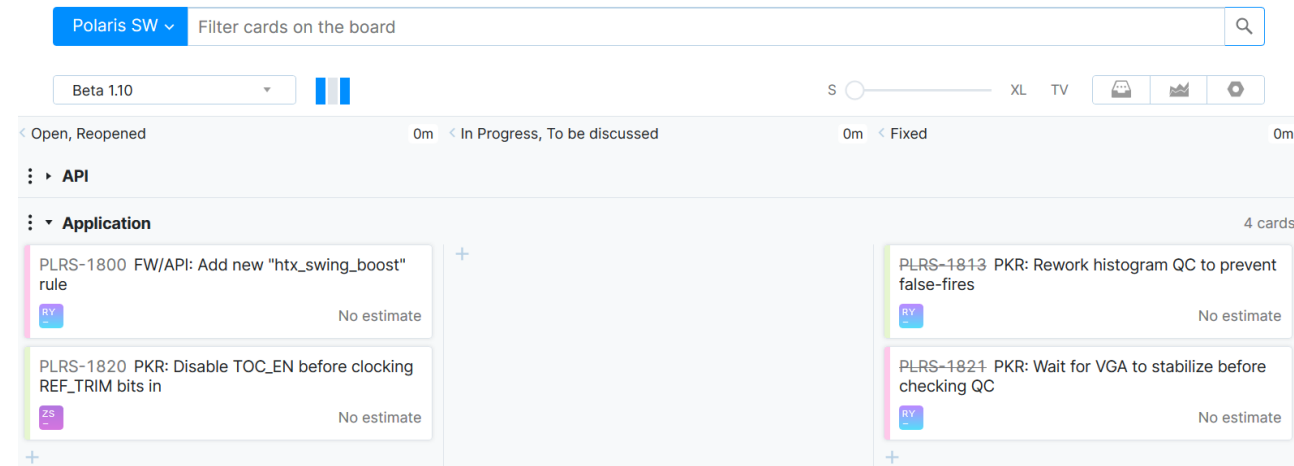 Polaris SW
Filter cards on the board
Beta 1.10
S
XL
TV
Open, Reopened
0m
In Progress, To be discussed
0m
Fixed
0m
API
Application
4 cards
PLRS-1800 FW/API: Add new "htx_swing_boost"
rule
RY
No estimate
PLRS-1820 PKR: Disable TOC_EN before clocking
REF_TRIM bits in
ZS
No estimate
PLRS-1813 PKR: Rework histogram QC to prevent
false-fires
RY
No estimate
PLRS-1821 PKR: Wait for VGA to stabilize before
checking QC
RY
No estimate